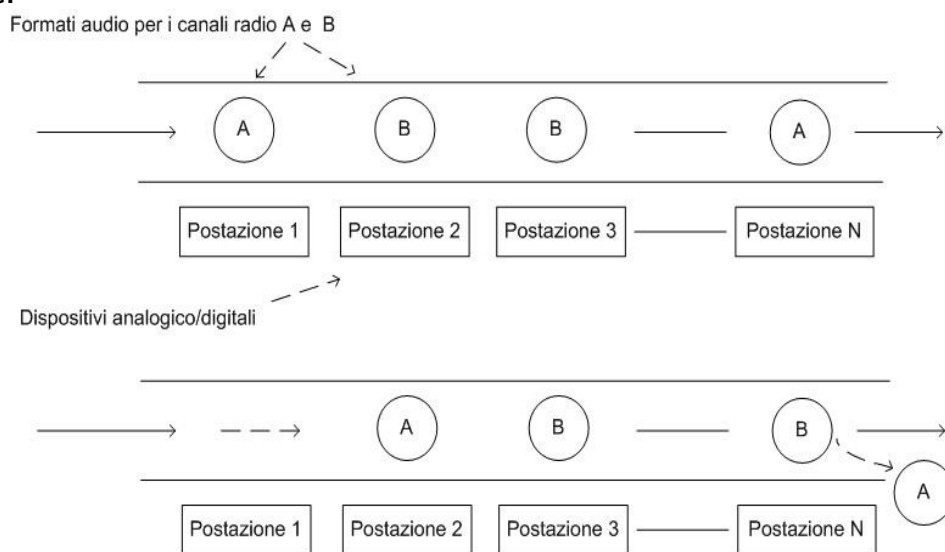 Formati audio per i canali radio A e B
A B B A
Postazione 1 Postazione 2 Postazione 3 Postazione N
Dispositivi analogico/digitali
A B B
A
Postazione 1 Postazione 2 Postazione 3 Postazione N